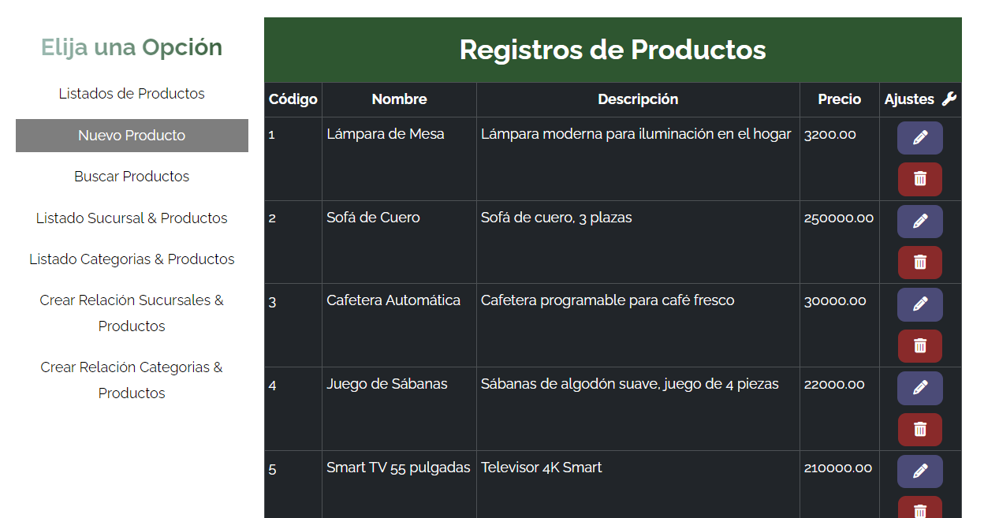 Elija una Opción
Listados de Productos
Nuevo Producto
Buscar Productos
Listado Sucursal & Productos
Listado Categorias & Productos
Crear Relación Sucursales &
Productos
Crear Relación Categorias &
Productos
Registros de Productos
Código Nombre Descripción Precio Ajustes
1 Lámpara de Mesa Lámpara moderna para iluminación en el hogar 3200.00
2 Sofá de Cuero Sofá de cuero, 3 plazas 250000.00
3 Cafetera Automática Cafetera programable para café fresco 30000.00
4 Juego de Sábanas Sábanas de algodón suave, juego de 4 piezas 22000.00
5 Smart TV 55 pulgadas Televisor 4K Smart 210000.00